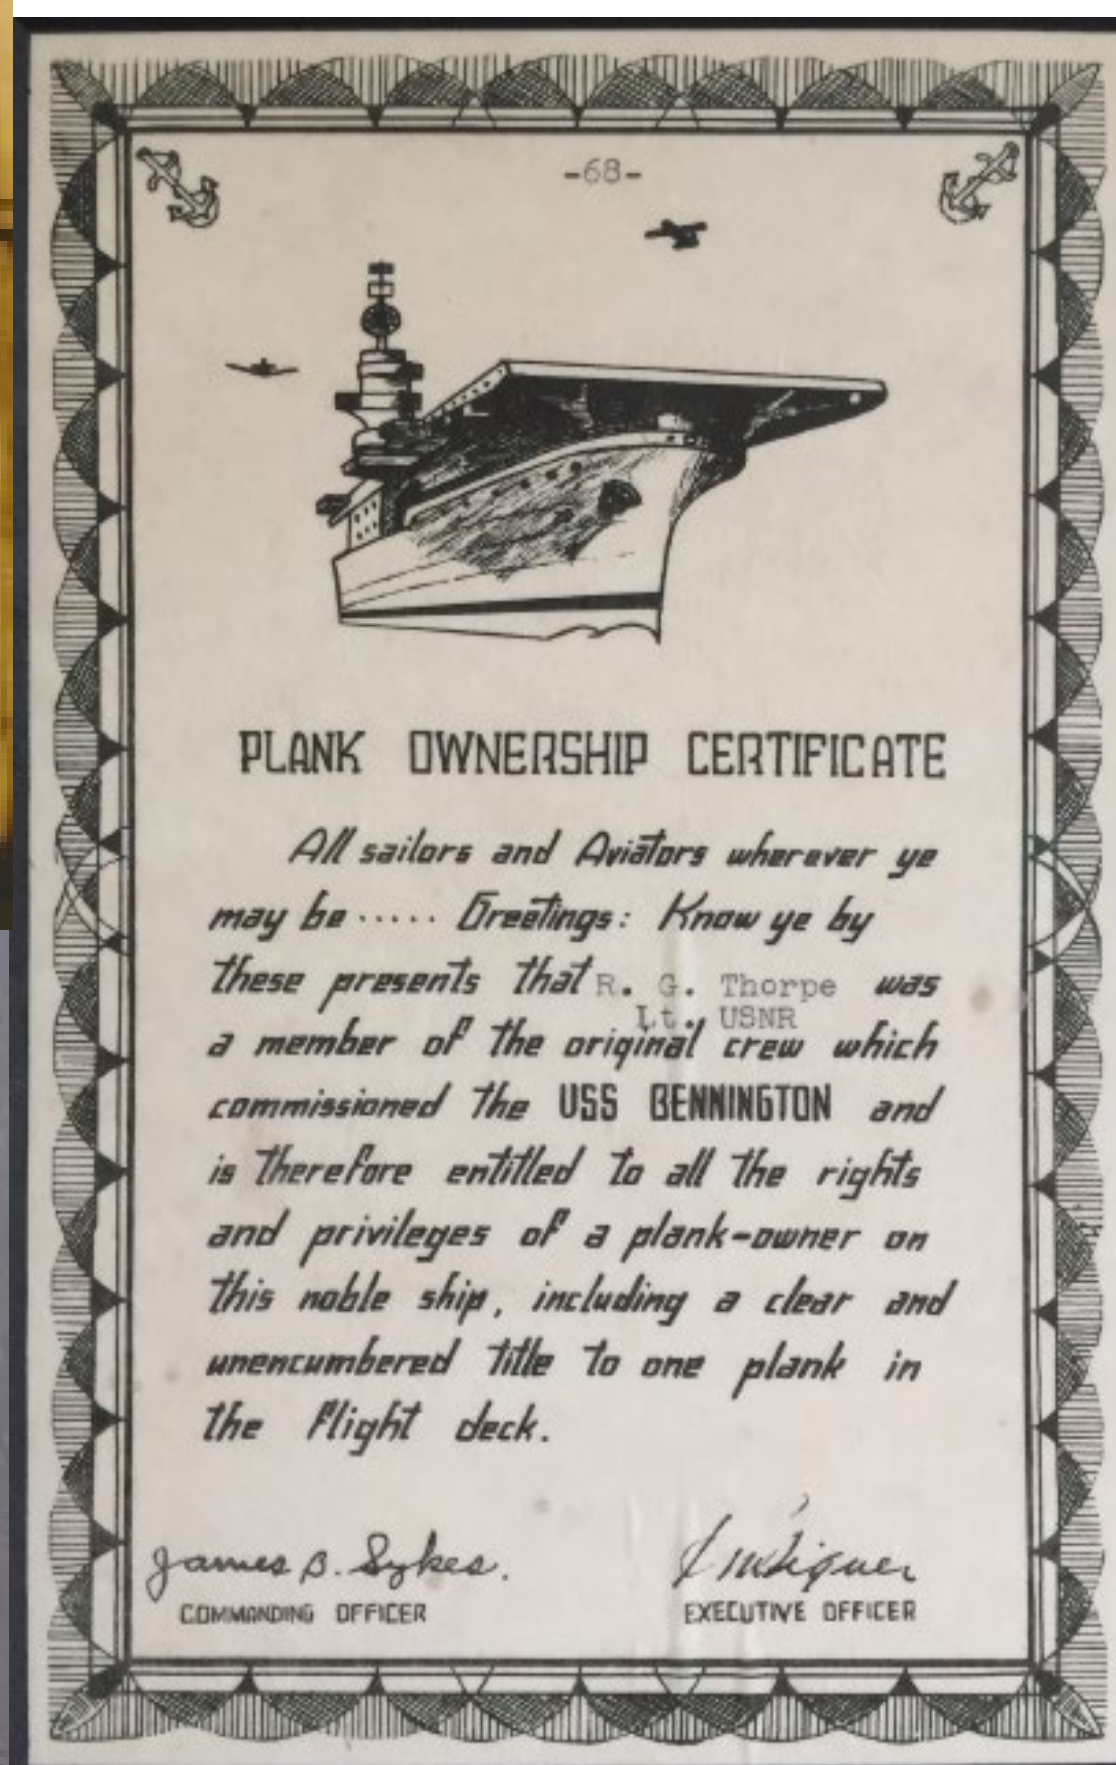 -68-
PLANK OWNERSHIP CERTIFICATE
All sailors and Aviators wherever ye
may be ..... Greetings: Know ye by
these presents that R. G. Thorpe was
Lt. USNR
a member of the original crew which
commissioned the USS BENNINGTON and
is therefore entitled to all the rights
and privileges of a plank-owner on
this noble ship, including a clear and
unencumbered title to one plank in
the flight deck.
James B. Sykes.
COMMANDING OFFICER
EXECUTIVE OFFICER